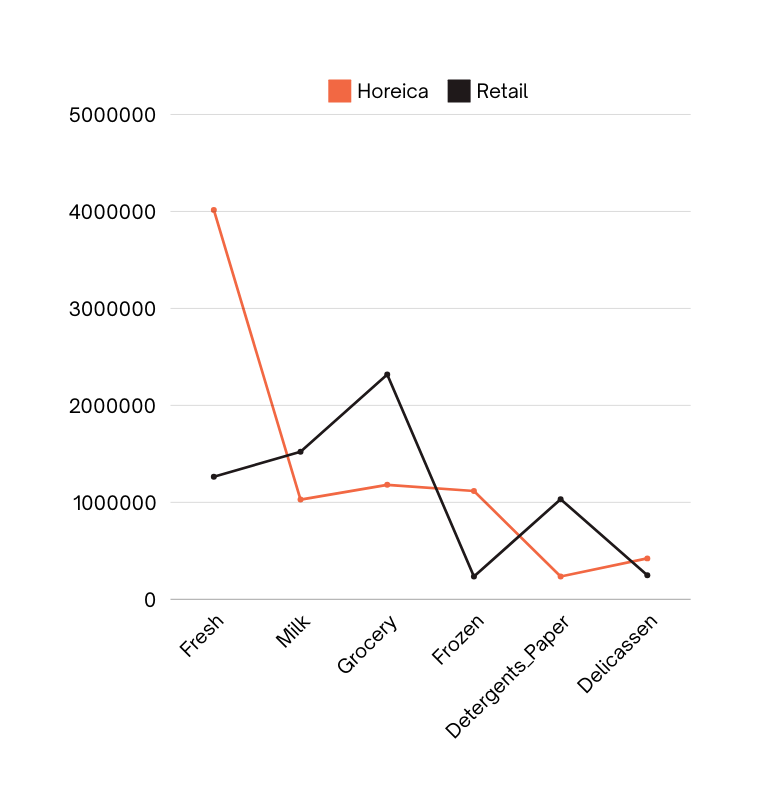 Horeica Retail
5000000
4000000
3000000
2000000
1000000
0
Fresh
Milk
Grocery
Frozen
Detergents_Paper
Delicassen